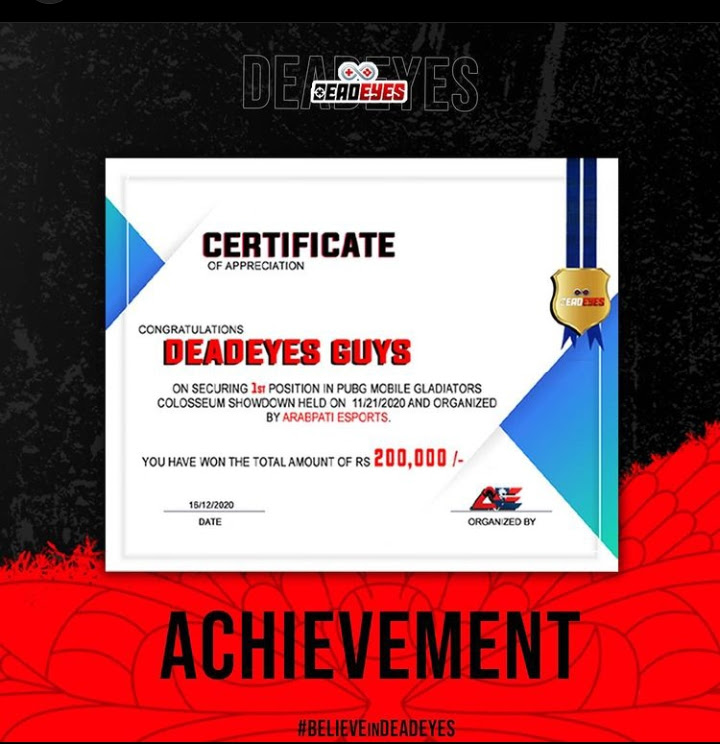 DEADEYES
DEADEYES
CERTIFICATE
OF APPRECIATION
DEADEYES
CONGRATULATIONS
DEADEYES GUYS
ON SECURING 1ST POSITION IN PUBG MOBILE GLADIATORS
COLOSSEUM SHOWDOWN HELD ON 11/21/2020 AND ORGANIZED
BY ARABPATI ESPORTS.
YOU HAVE WON THE TOTAL AMOUNT OF RS 200,000 /-
16/12/2020
DATE
AE
ORGANIZED BY
ACHIEVEMENT
#BELIEVEINDEADEYES